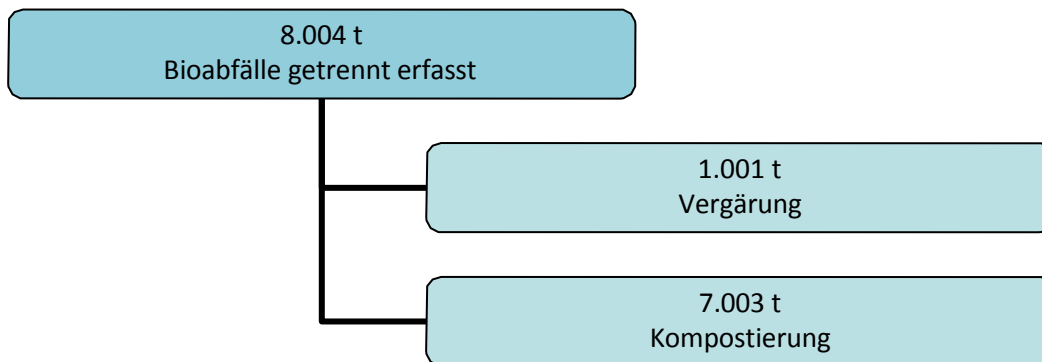 8.004 t
Bioabfälle getrennt erfasst
1.001 t
Vergärung
7.003 t
Kompostierung